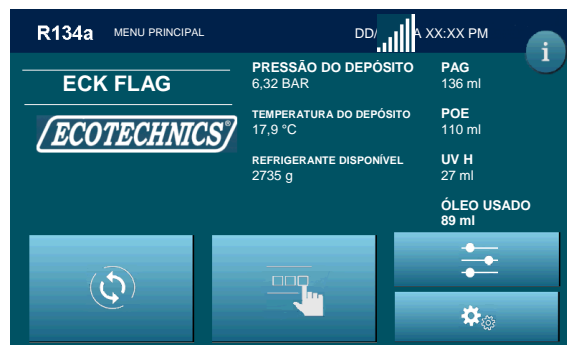 R134a MENU PRINCIPAL DD/ A XX:XX PM
i
ECK FLAG
ECOTECHNICS®
PRESSÃO DO DEPÓSITO
6,32 BAR
TEMPERATURA DO DEPÓSITO
17,9 °C
REFRIGERANTE DISPONÍVEL
2735 g
PAG
136 ml
POE
110 ml
UV H
27 ml
ÓLEO USADO
89 ml